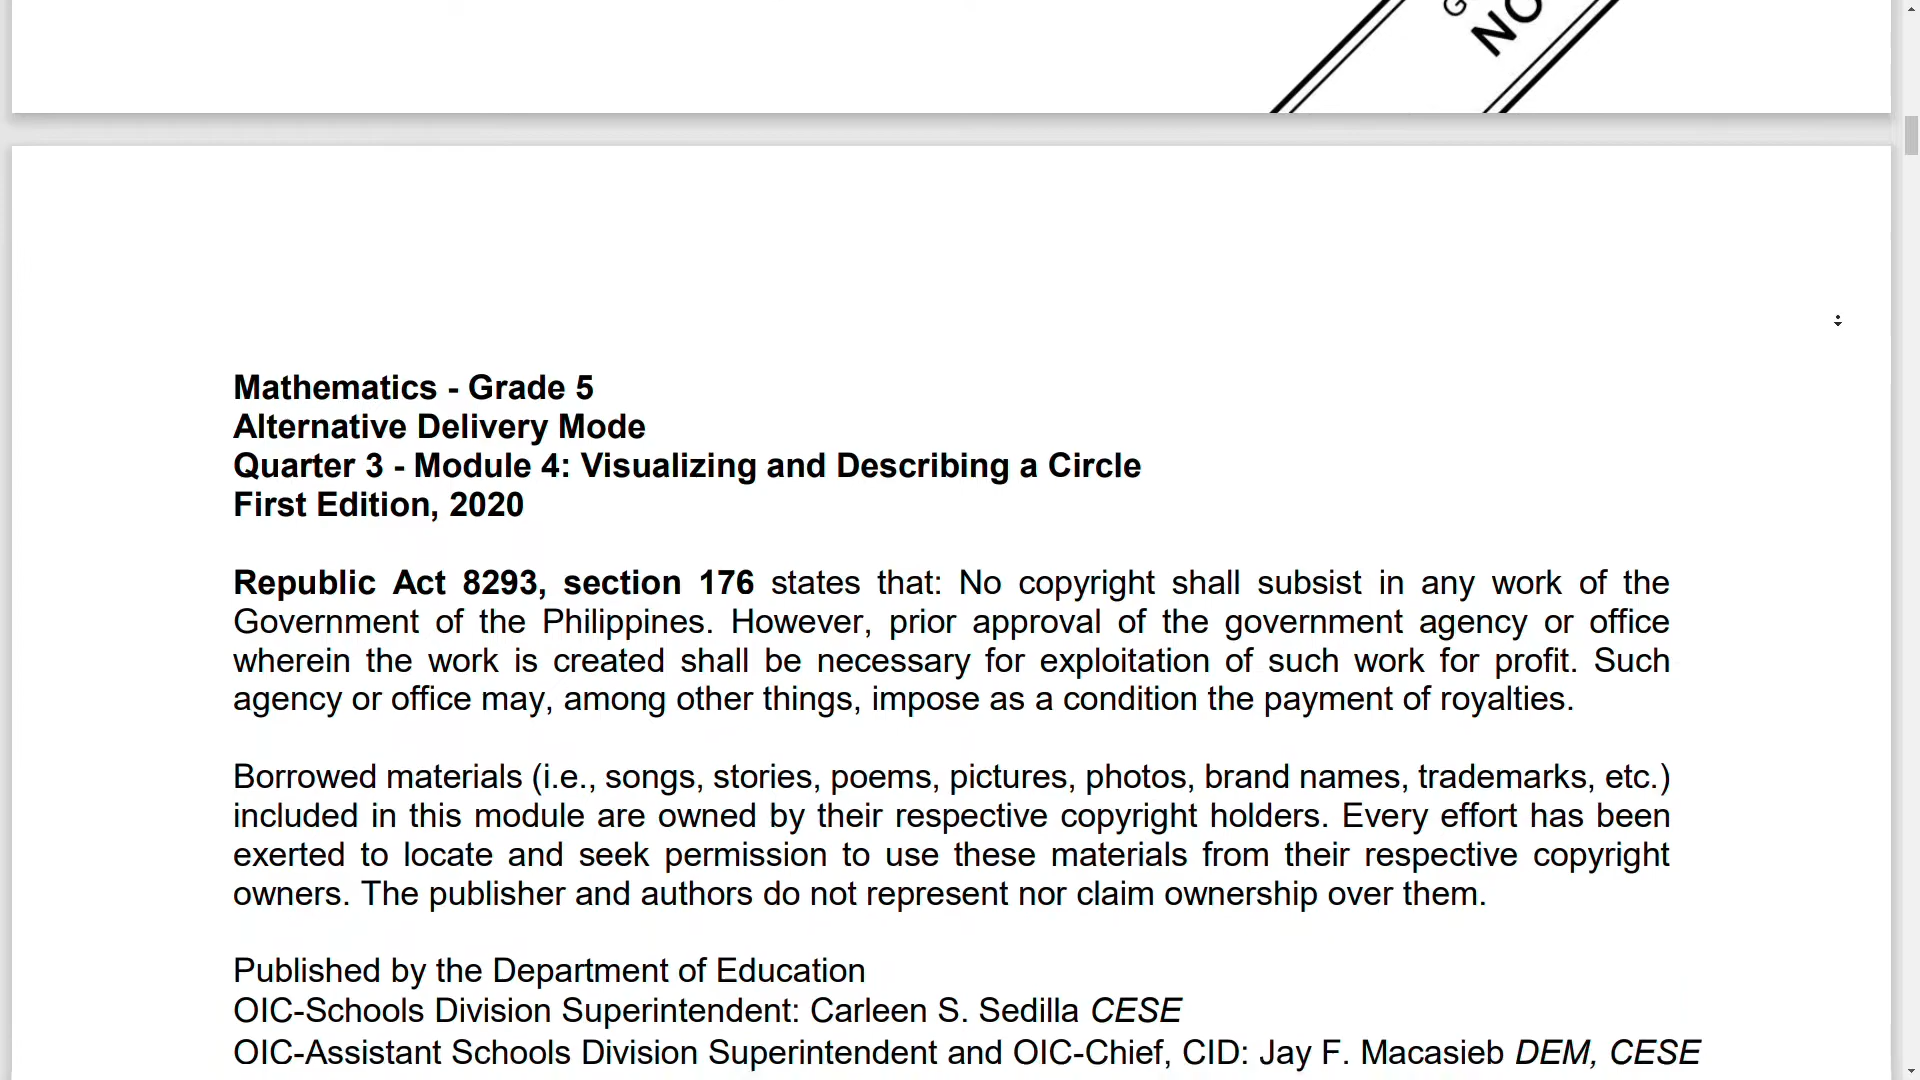 NO
Mathematics - Grade 5
Alternative Delivery Mode
Quarter 3 - Module 4: Visualizing and Describing a Circle
First Edition, 2020
Republic Act 8293, section 176 states that: No copyright shall subsist in any work of the
Government of the Philippines. However, prior approval of the government agency or office
wherein the work is created shall be necessary for exploitation of such work for profit. Such
agency or office may, among other things, impose as a condition the payment of royalties.
Borrowed materials (i.e., songs, stories, poems, pictures, photos, brand names, trademarks, etc.)
included in this module are owned by their respective copyright holders. Every effort has been
exerted to locate and seek permission to use these materials from their respective copyright
owners. The publisher and authors do not represent nor claim ownership over them.
Published by the Department of Education
OIC-Schools Division Superintendent: Carleen S. Sedilla CESE
OIC-Assistant Schools Division Superintendent and OIC-Chief, CID: Jay F. Macasieb DEM, CESE